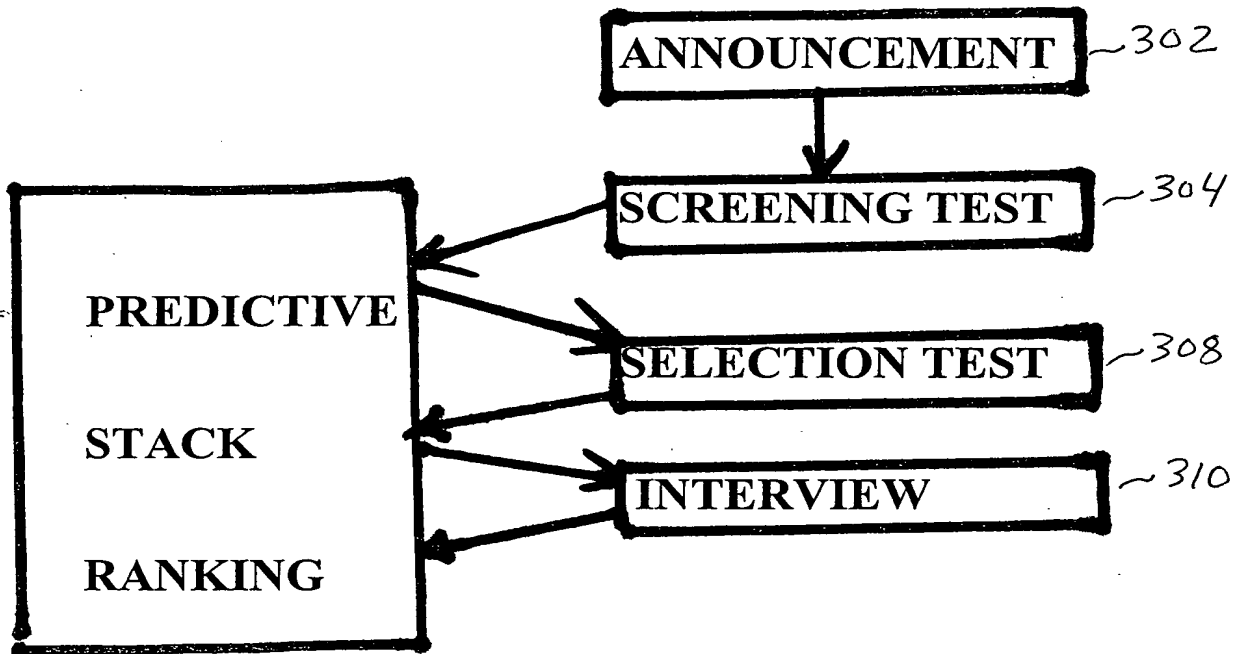 ANNOUNCEMENT 302
SCREENING TEST 304
PREDICTIVE
SELECTION TEST 308
STACK
INTERVIEW 310
RANKING